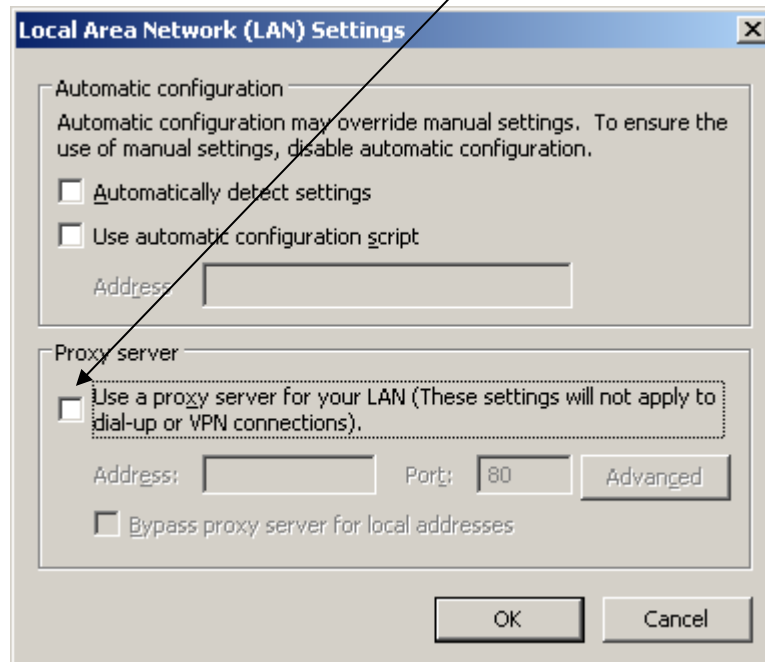 Local Area Network (LAN) Settings
Automatic configuration
Automatic configuration may override manual settings. To ensure the
use of manual settings, disable automatic configuration.
Automatically detect settings
Use automatic configuration script
Address
Proxy server
Use a proxy server for your LAN (These settings will not apply to
dial-up or VPN connections).
Address: Port: 80 Advanced
Bypass proxy server for local addresses
OK Cancel